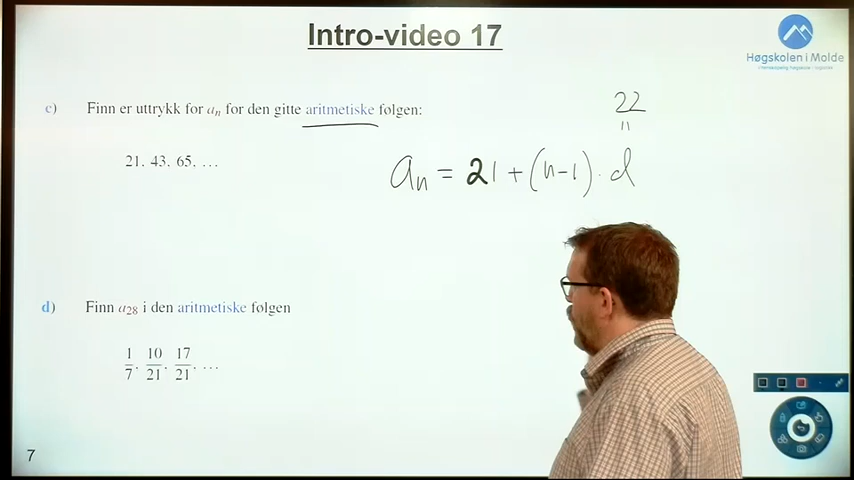 Intro-video 17
Høgskolen i Molde
c) Finn er uttrykk for aₙ for den gitte aritmetiske følgen:
22
"
21. 43. 65. …
aₙ = 21 + (n-1) · d
d) Finn a₂₈ i den aritmetiske følgen
1/7. 10/21. 17/21. …
7